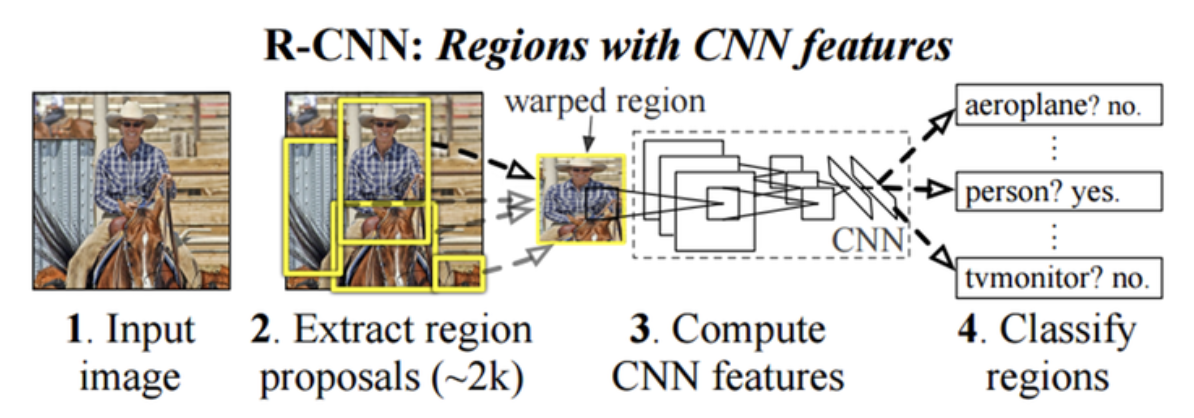 R-CNN: Regions with CNN features
warped region
aeroplane? no.
⋮
person? yes.
⋮
tvmonitor? no.
CNN
1. Input
image
2. Extract region
proposals (~2k)
3. Compute
CNN features
4. Classify
regions